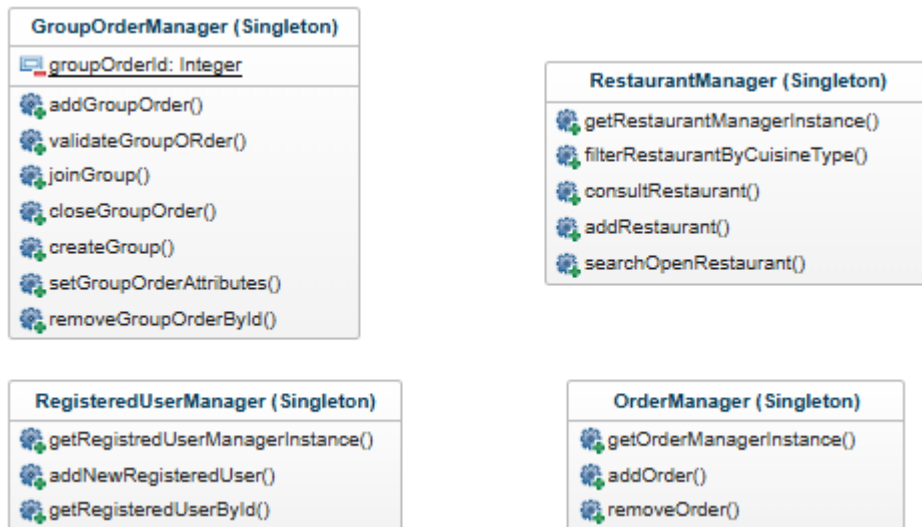 GroupOrderManager (Singleton)
groupOrderId: Integer
addGroupOrder()
validateGroupORder()
joinGroup()
closeGroupOrder()
createGroup()
setGroupOrderAttributes()
removeGroupOrderById()
RestaurantManager (Singleton)
getRestaurantManagerInstance()
filterRestaurantByCuisineType()
consultRestaurant()
addRestaurant()
searchOpenRestaurant()
RegisteredUserManager (Singleton)
getRegistredUserManagerInstance()
addNewRegisteredUser()
getRegisteredUserById()
OrderManager (Singleton)
getOrderManagerInstance()
addOrder()
removeOrder()